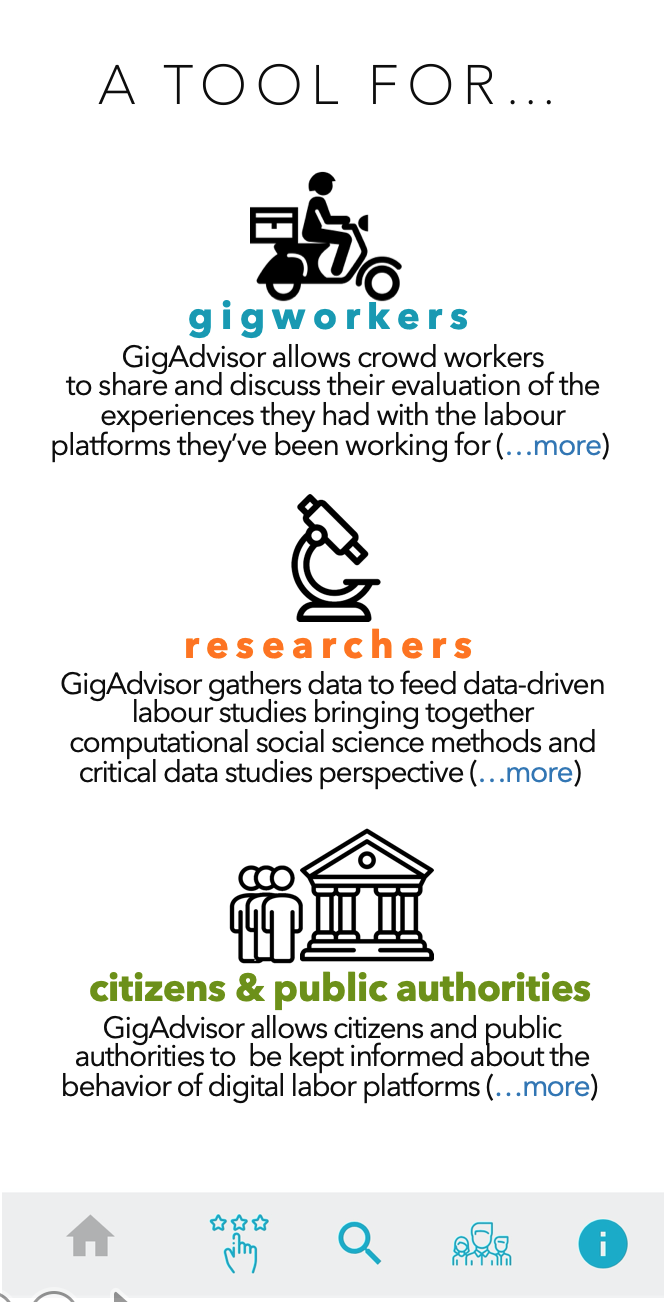 A TOOL FOR...
gigworkers
GigAdvisor allows crowd workers
to share and discuss their evaluation of the
experiences they had with the labour
platforms they’ve been working for (…more)
researchers
GigAdvisor gathers data to feed data-driven
labour studies bringing together
computational social science methods and
critical data studies perspective (…more)
citizens & public authorities
GigAdvisor allows citizens and public
authorities to  be kept informed about the
behavior of digital labor platforms (…more)
i